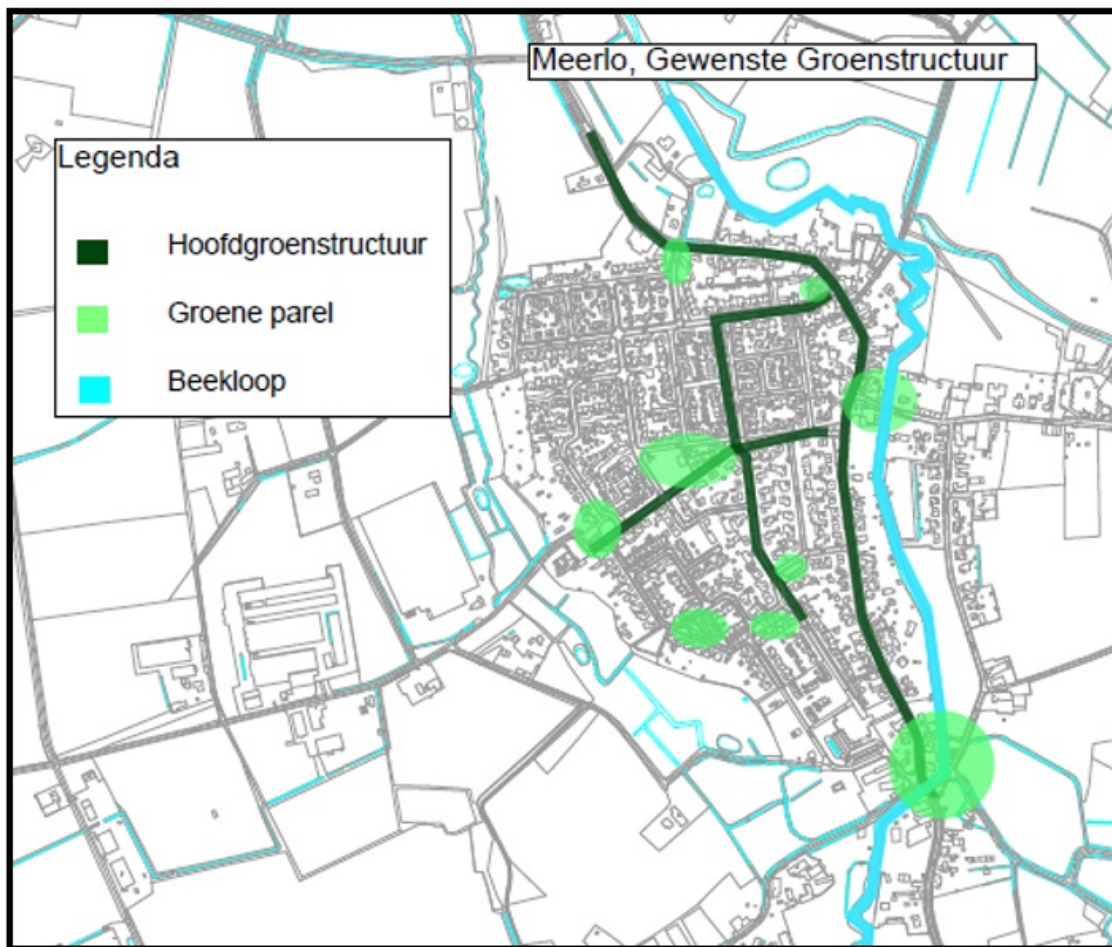 Meerlo, Gewenste Groenstructuur
Legenda
Hoofdgroenstructuur
Groene parel
Beekloop